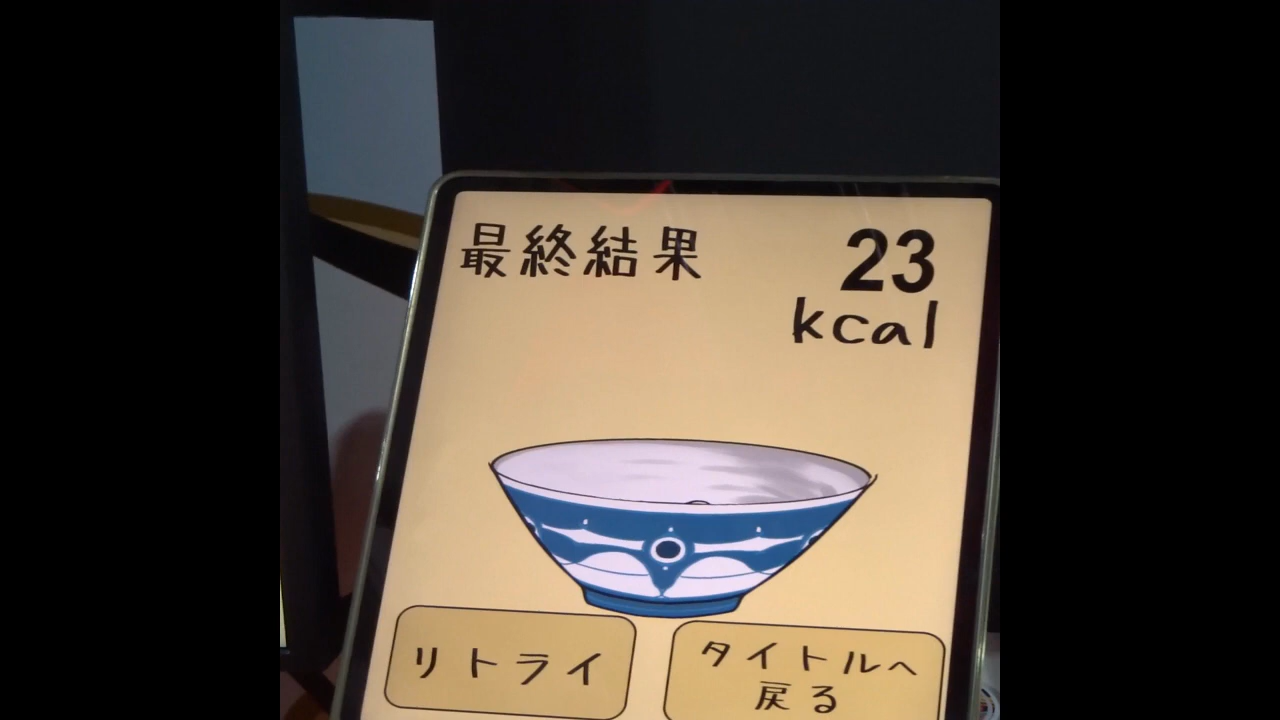 最終結果
23
kcal
リトライ
タイトルへ
戻る